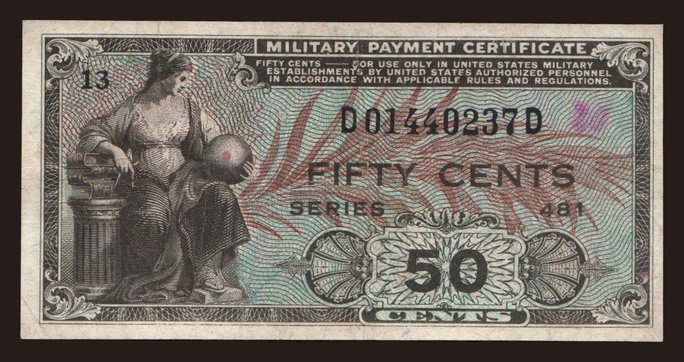 MILITARY PAYMENT CERTIFICATE
FIFTY CENTS — FOR USE ONLY IN UNITED STATES MILITARY
ESTABLISHMENTS BY UNITED STATES AUTHORIZED PERSONNEL
IN ACCORDANCE WITH APPLICABLE RULES AND REGULATIONS.
13
D01440237D
FIFTY CENTS
SERIES 481
50
CENTS